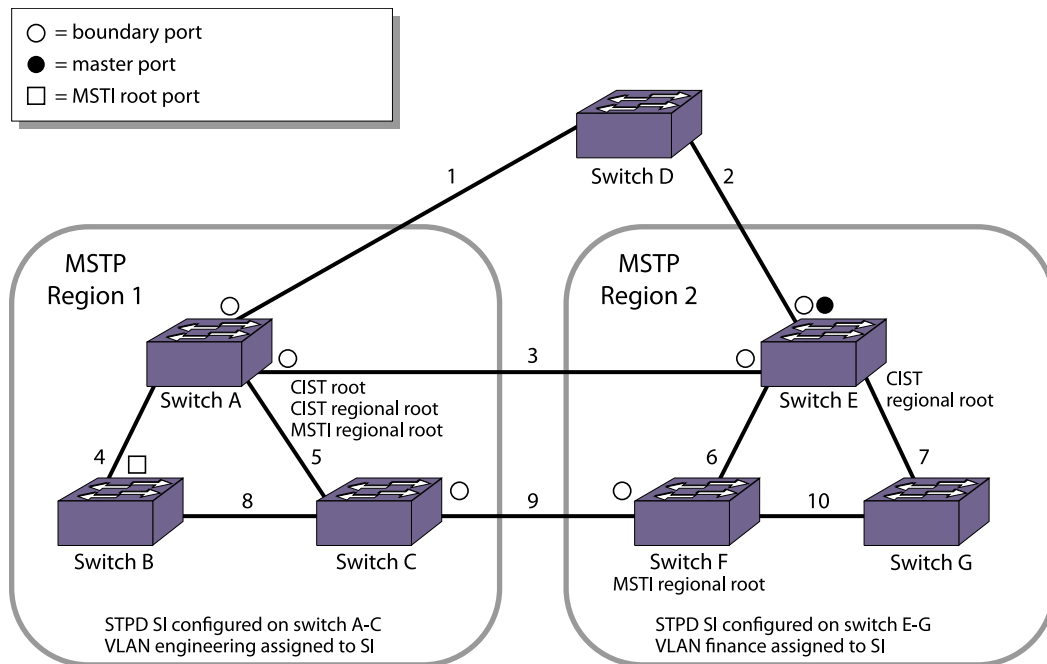 = boundary port
= master port
= MSTI root port
Switch D
1
2
MSTP
Region 1
MSTP
Region 2
3
Switch A
CIST root
CIST regional root
MSTI regional root
Switch E
CIST
regional root
4
5
6
7
8
9
10
Switch B
Switch C
Switch F
MSTI regional root
Switch G
STPD SI configured on switch A-C
VLAN engineering assigned to SI
STPD SI configured on switch E-G
VLAN finance assigned to SI